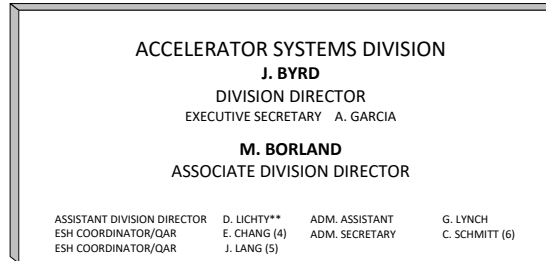 ACCELERATOR SYSTEMS DIVISION
J. BYRD
DIVISION DIRECTOR
EXECUTIVE SECRETARY A. GARCIA
M. BORLAND
ASSOCIATE DIVISION DIRECTOR
ASSISTANT DIVISION DIRECTOR D. LICHTY** ADM. ASSISTANT G. LYNCH
ESH COORDINATOR/QAR E. CHANG (4) ADM. SECRETARY C. SCHMITT (6)
ESH COORDINATOR/QAR J. LANG (5)